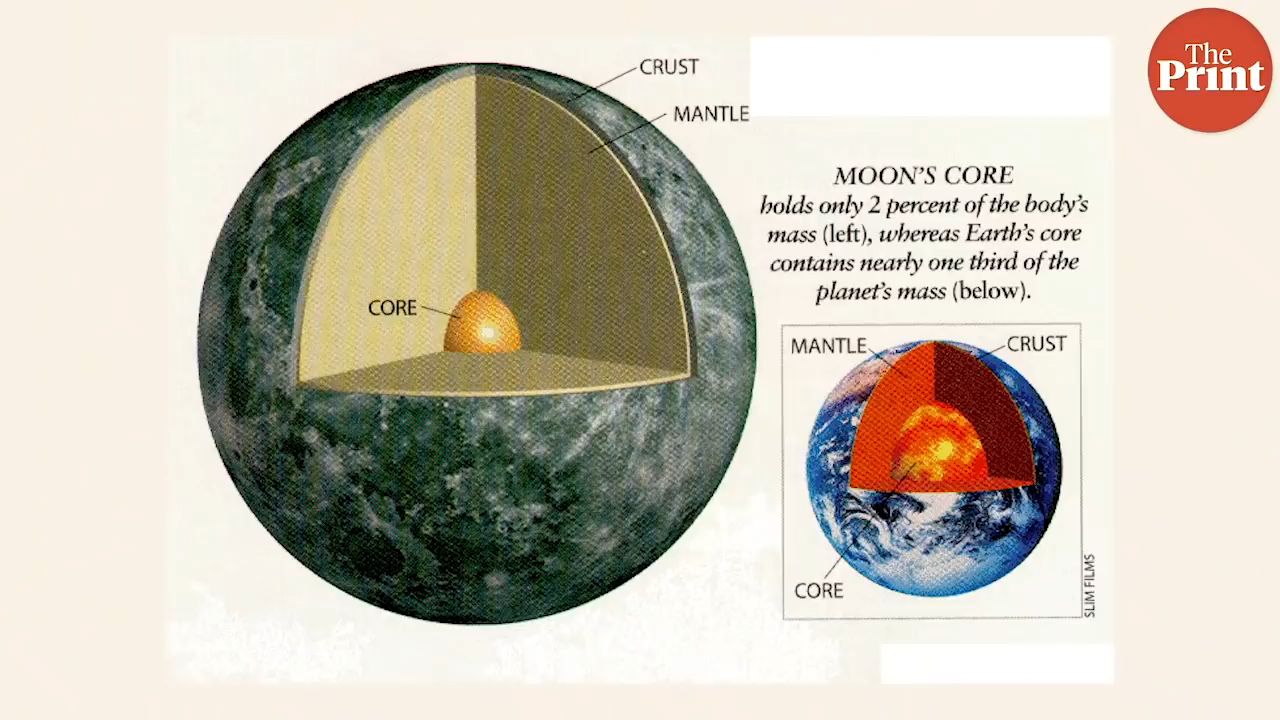 The
Print
CRUST
MANTLE
CORE
MOON'S CORE
holds only 2 percent of the body's
mass (left), whereas Earth's core
contains nearly one third of the
planet's mass (below).
MANTLE
CRUST
CORE
SLIM FILMS